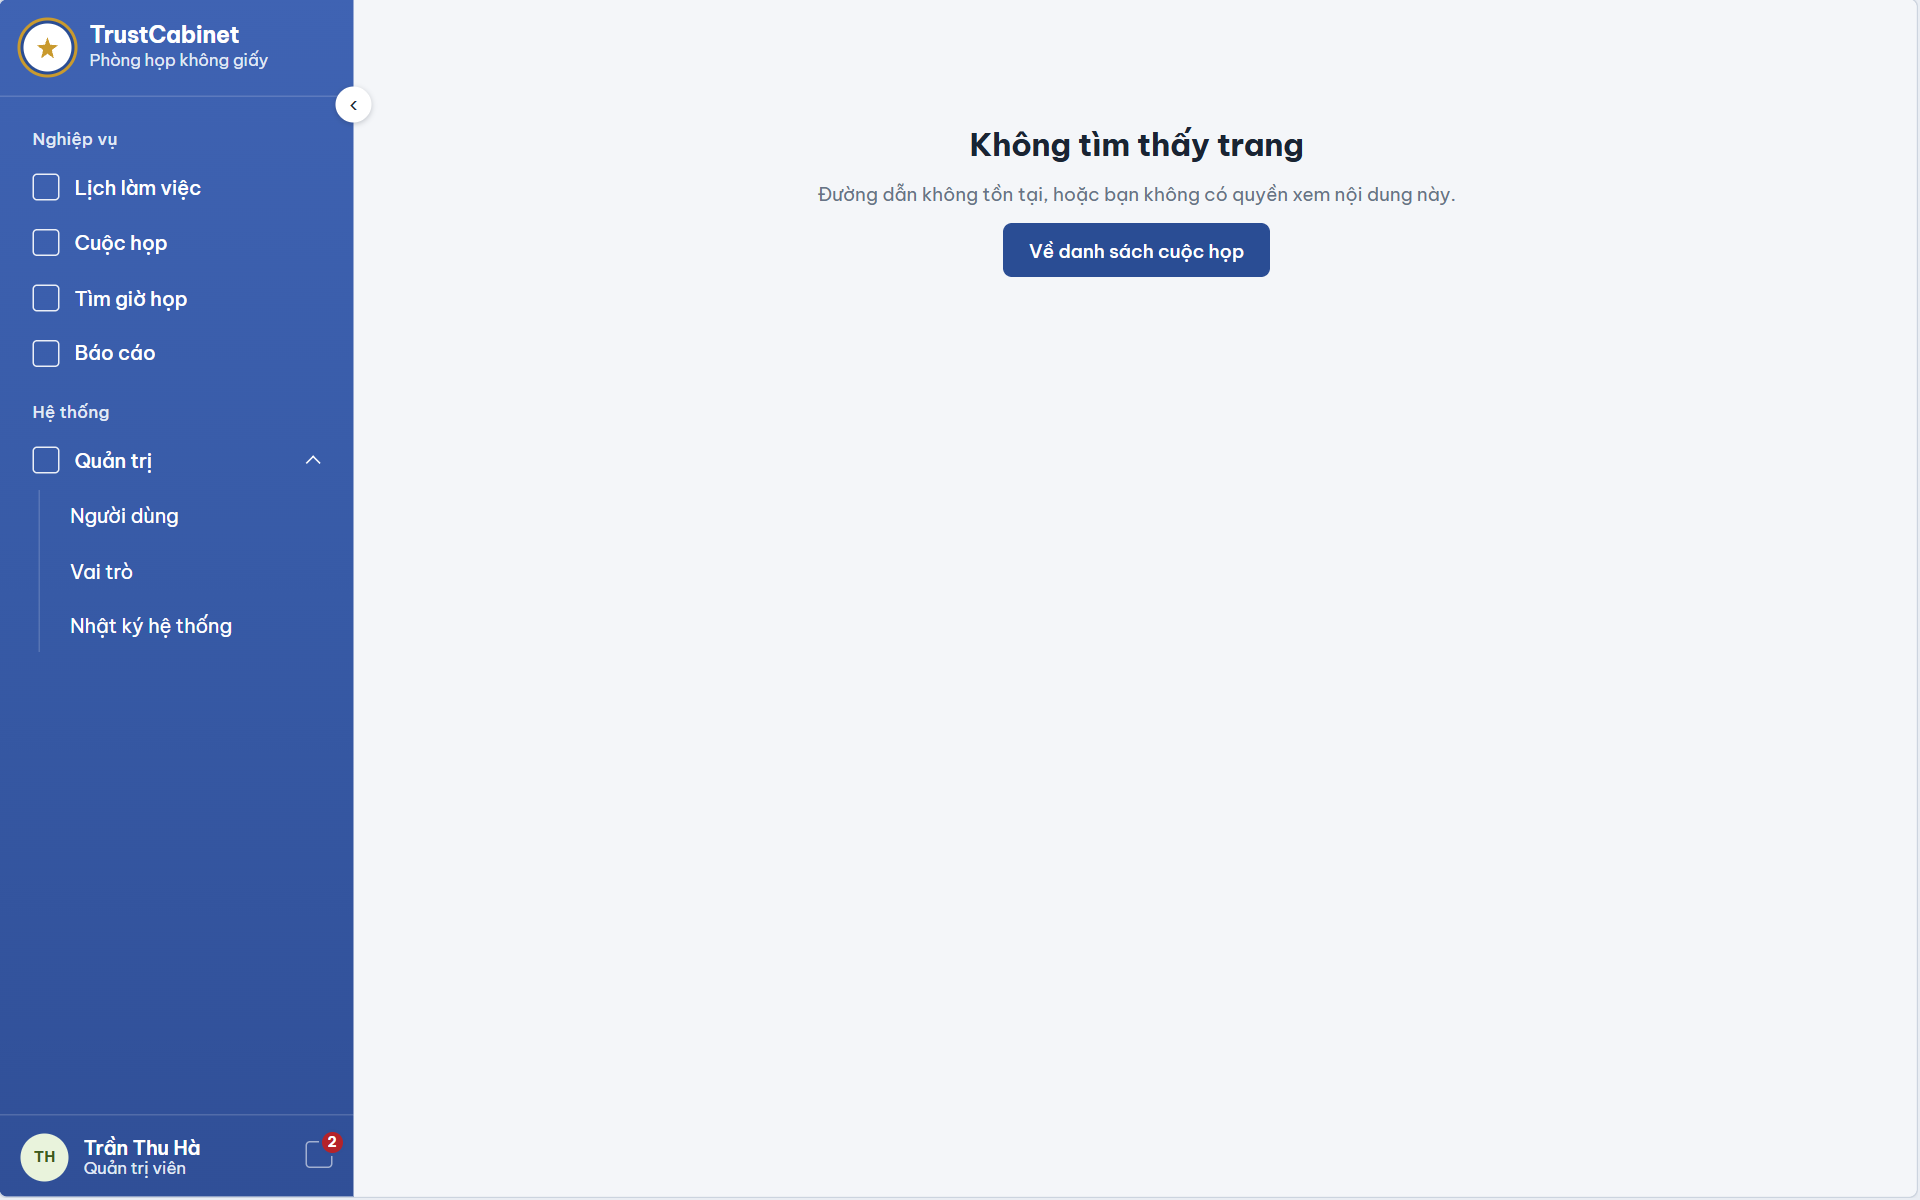 TrustCabinet
Phòng họp không giấy
Nghiệp vụ
Lịch làm việc
Cuộc họp
Tìm giờ họp
Báo cáo
Hệ thống
Quản trị
Người dùng
Vai trò
Nhật ký hệ thống
TH
Trần Thu Hà
Quản trị viên
2
Không tìm thấy trang
Đường dẫn không tồn tại, hoặc bạn không có quyền xem nội dung này.
Về danh sách cuộc họp